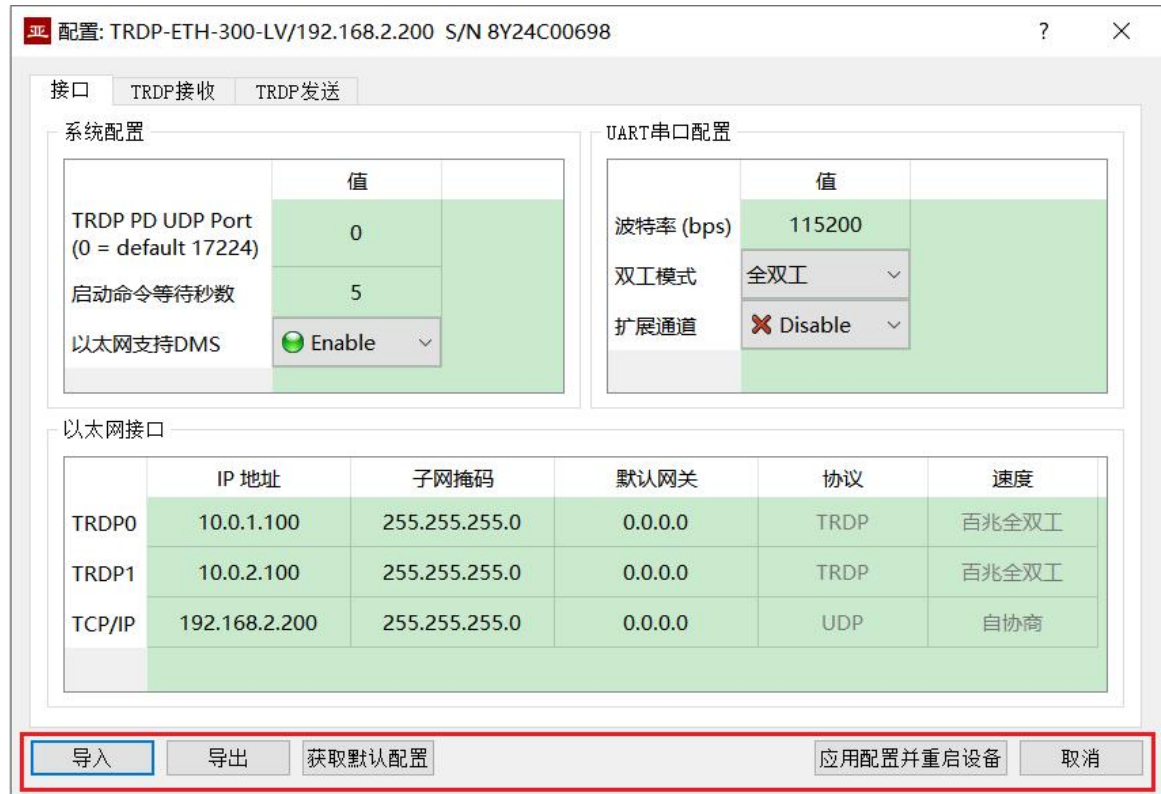 亚 配置: TRDP-ETH-300-LV/192.168.2.200 S/N 8Y24C00698 ?
接口 TRDP接收 TRDP发送
系统配置
值
TRDP PD UDP Port
(0 = default 17224) 0
启动命令等待秒数 5
以太网支持DMS Enable
UART串口配置
值
波特率 (bps) 115200
双工模式 全双工
扩展通道 Disable
以太网接口
IP 地址 子网掩码 默认网关 协议 速度
TRDP0 10.0.1.100 255.255.255.0 0.0.0.0 TRDP 百兆全双工
TRDP1 10.0.2.100 255.255.255.0 0.0.0.0 TRDP 百兆全双工
TCP/IP 192.168.2.200 255.255.255.0 0.0.0.0 UDP 自协商
导入 导出 获取默认配置 应用配置并重启设备 取消